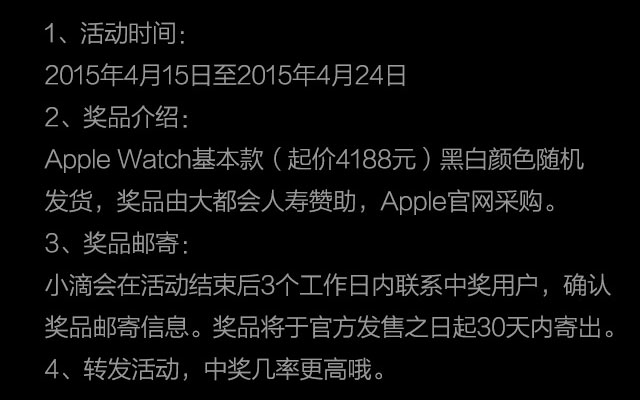 1、活动时间：
2015年4月15日至2015年4月24日
2、奖品介绍：
Apple Watch基本款（起价4188元）黑白颜色随机
发货，奖品由大都会人寿赞助，Apple官网采购。
3、奖品邮寄：
小滴会在活动结束后3个工作日内联系中奖用户，确认
奖品邮寄信息。奖品将于官方发售之日起30天内寄出。
4、转发活动，中奖几率更高哦。